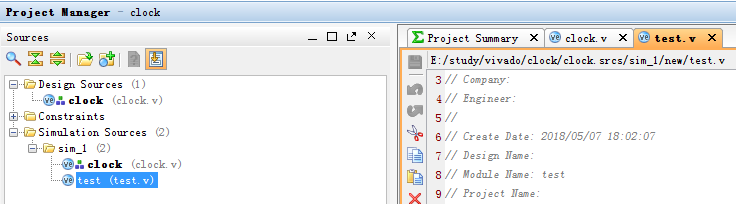 Project Manager - clock
Sources
Design Sources (1)
clock (clock.v)
Constraints
Simulation Sources (2)
sim_1 (2)
clock (clock.v)
test (test.v)
Project Summary
clock.v
test.v
E:/study/vivado/clock/clock.srcs/sim_1/new/test.v
3 // Company:
4 // Engineer:
5 //
6 // Create Date: 2018/05/07 18:02:07
7 // Design Name:
8 // Module Name: test
9 // Project Name: